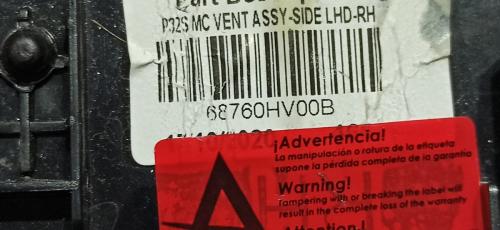 P32S MC VENT ASSY-SIDE LHD-RH
68760HV00B
¡Advertencia!
La manipulación o rotura de la etiqueta
supone la pérdida completa de la garantía
Warning!
Tampering with or breaking the label will
result in the complete loss of the warranty
Attention!